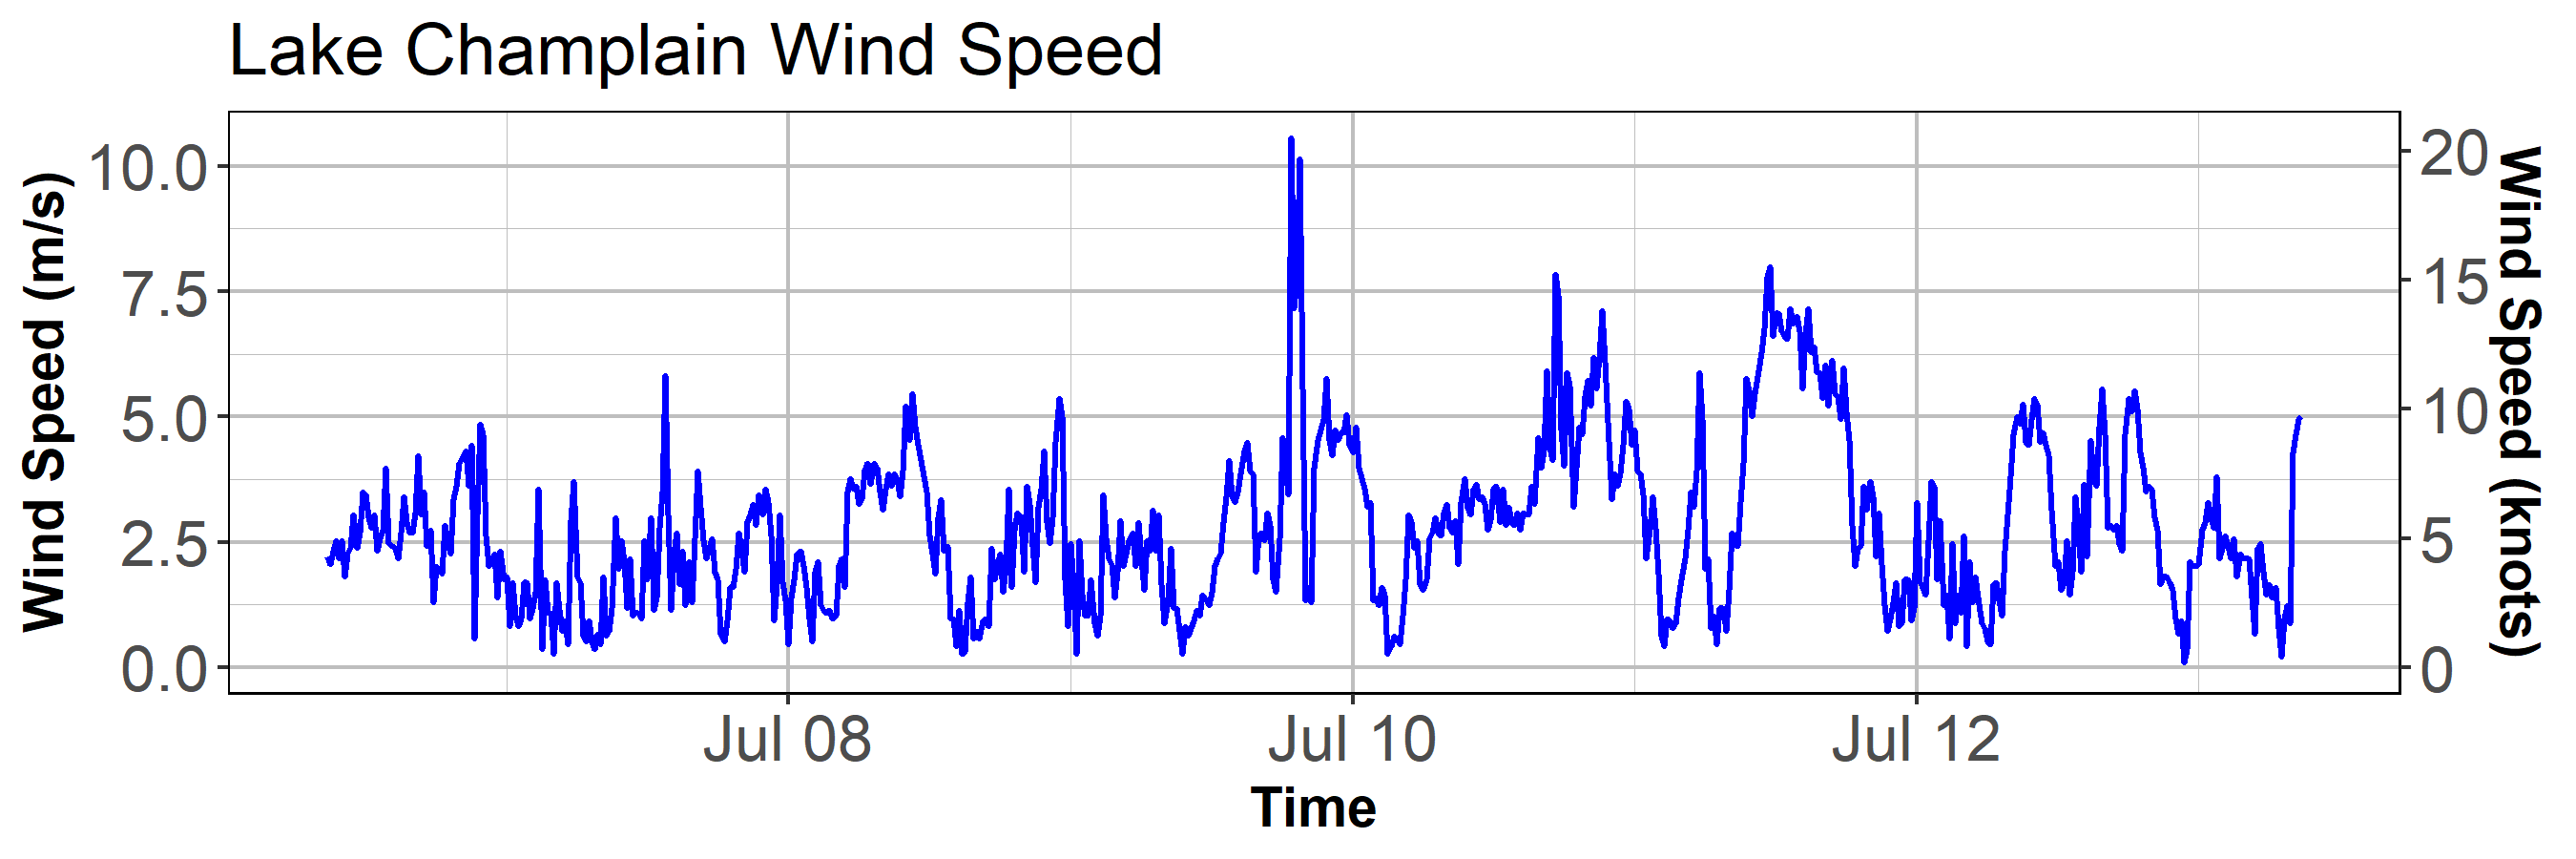 Lake Champlain Wind Speed
Wind Speed (m/s)
10.0
7.5
5.0
2.5
0.0
20
15
10
5
0
Wind Speed (knots)
Jul 08
Jul 10
Jul 12
Time